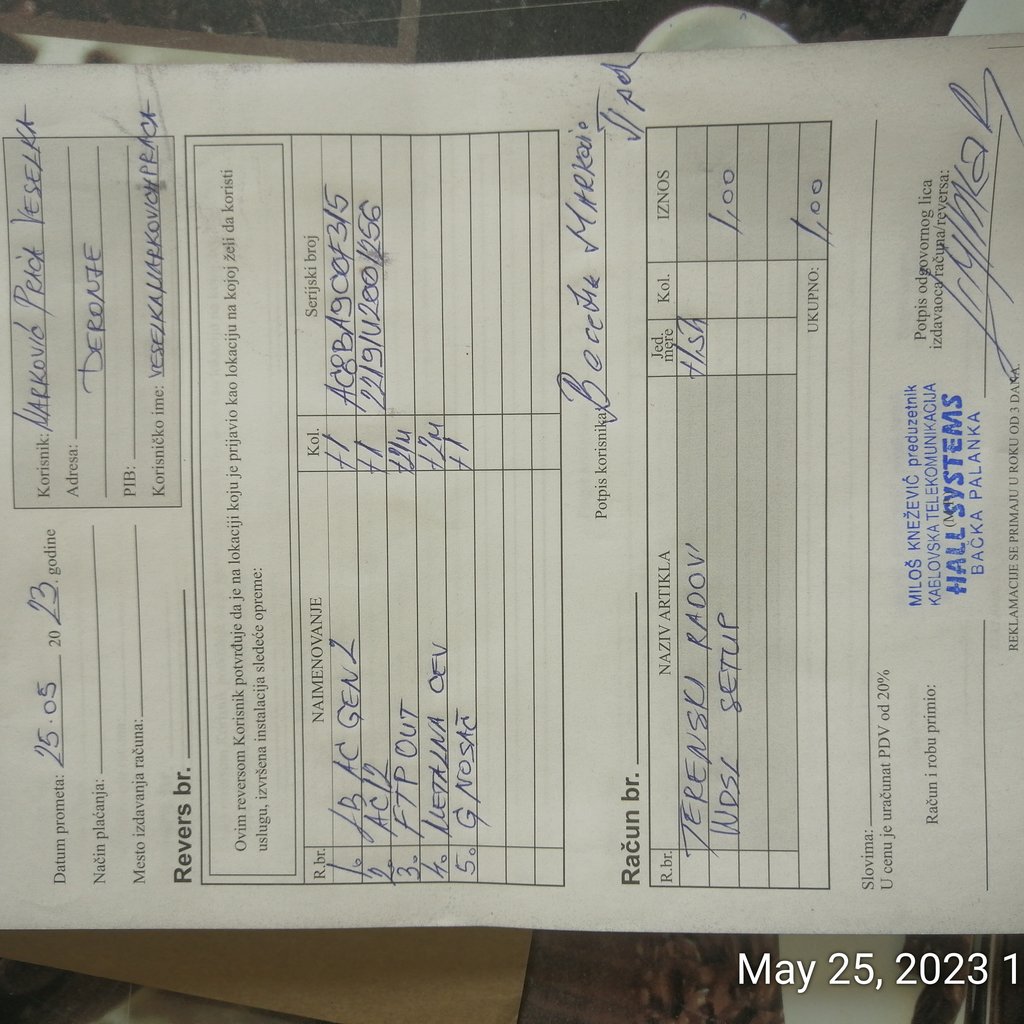 Datum prometa: 25.05 2023. godine
Način plaćanja:
Mesto izdavanja računa:
Korisnik: MARKOVIĆ PEJIĆ VESELKA
Adresa: DERONJE
PIB:
Korisničko ime: VESELKAMARKOVICHPRACA
Revers br.
Ovim reversom Korisnik potvrđuje da je na lokaciji koju je prijavio kao lokaciju na kojoj želi da koristi
uslugu, izvršena instalacija sledeće opreme:
R.br. NAIMENOVANJE Kol. Serijski broj
1. LB AC GEN 2 +1
2. AC12 +1
3. FTP OUT
4. METALNA CEV +2M
5. G NOSAČ +1
Potpis korisnika:
Račun br.
R.br. NAZIV ARTIKLA Jed. mere Kol. IZNOS
TERENSKI RADOVI
WDSL SETUP 1,00
UKUPNO: 1,00
Slovima:
U cenu je uračunat PDV od 20%
Račun i robu primio:
MILOŠ KNEŽEVIĆ preduzetnik
KABLOVSKA TELEKOMUNIKACIJA
HALL SYSTEMS
BAČKA PALANKA
Potpis odgovornog lica
izdavaoca računa/reversa:
REKLAMACIJE SE PRIMAJU U ROKU OD 3 DANA.
May 25, 2023 1